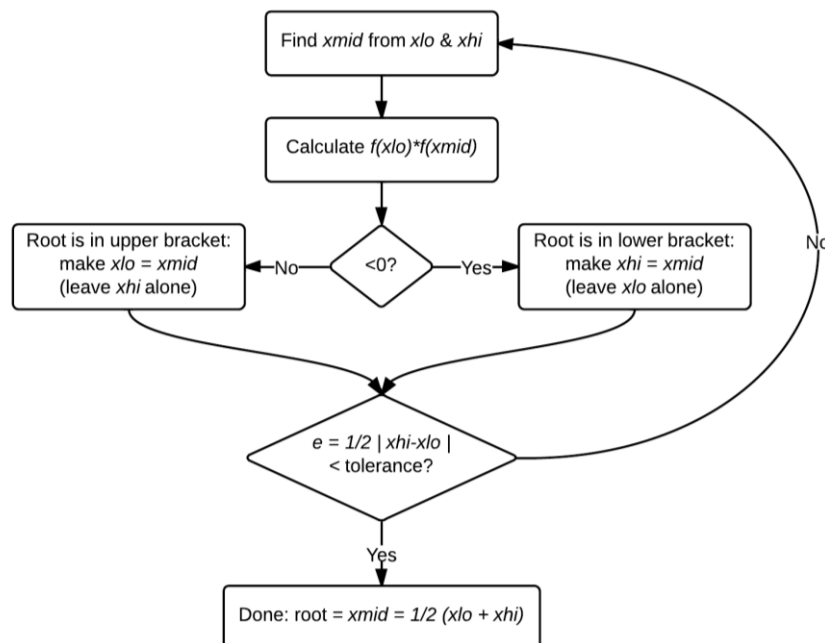 Find xmid from xlo & xhi
Calculate f(xlo)*f(xmid)
<0?
No
Yes
Root is in upper bracket:
make xlo = xmid
(leave xhi alone)
Root is in lower bracket:
make xhi = xmid
(leave xlo alone)
No
e = 1/2 | xhi-xlo |
< tolerance?
Yes
Done: root = xmid = 1/2 (xlo + xhi)